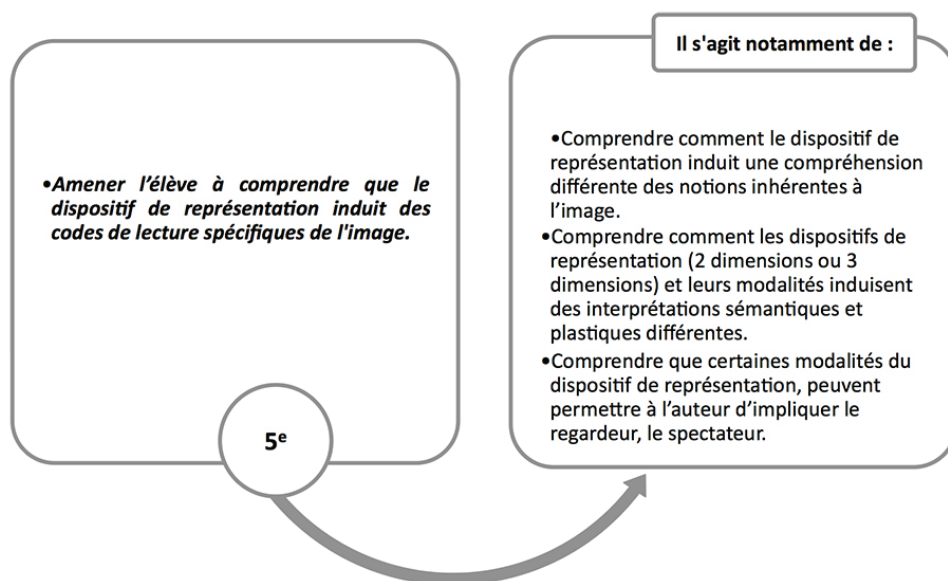 •Amener l’élève à comprendre que le
dispositif de représentation induit des
codes de lecture spécifiques de l'image.
5e
Il s'agit notamment de :
•Comprendre comment le dispositif de
représentation induit une compréhension
différente des notions inhérentes à
l’image.
•Comprendre comment les dispositifs de
représentation (2 dimensions ou 3
dimensions) et leurs modalités induisent
des interprétations sémantiques et
plastiques différentes.
•Comprendre que certaines modalités du
dispositif de représentation, peuvent
permettre à l’auteur d’impliquer le
regardeur, le spectateur.